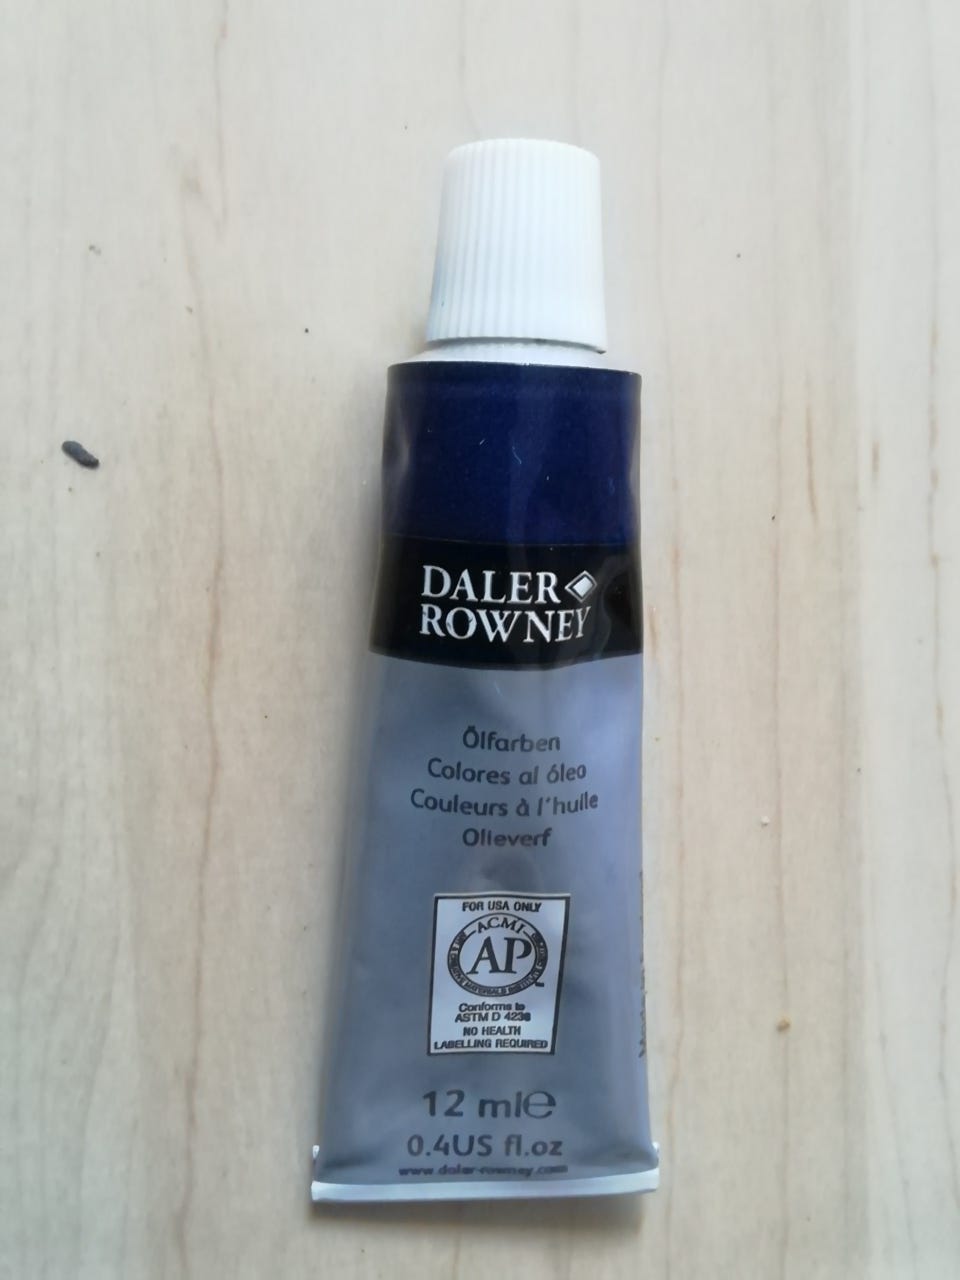 DALER
ROWNEY
Ölfarben
Colores al óleo
Couleurs à l'huile
Olieverf
FOR USA ONLY
ACMI
AP
Conforms to
ASTM D 4236
NO HEALTH
LABELLING REQUIRED
12 ml℮
0.4US fl.oz
www.daler-rowney.com